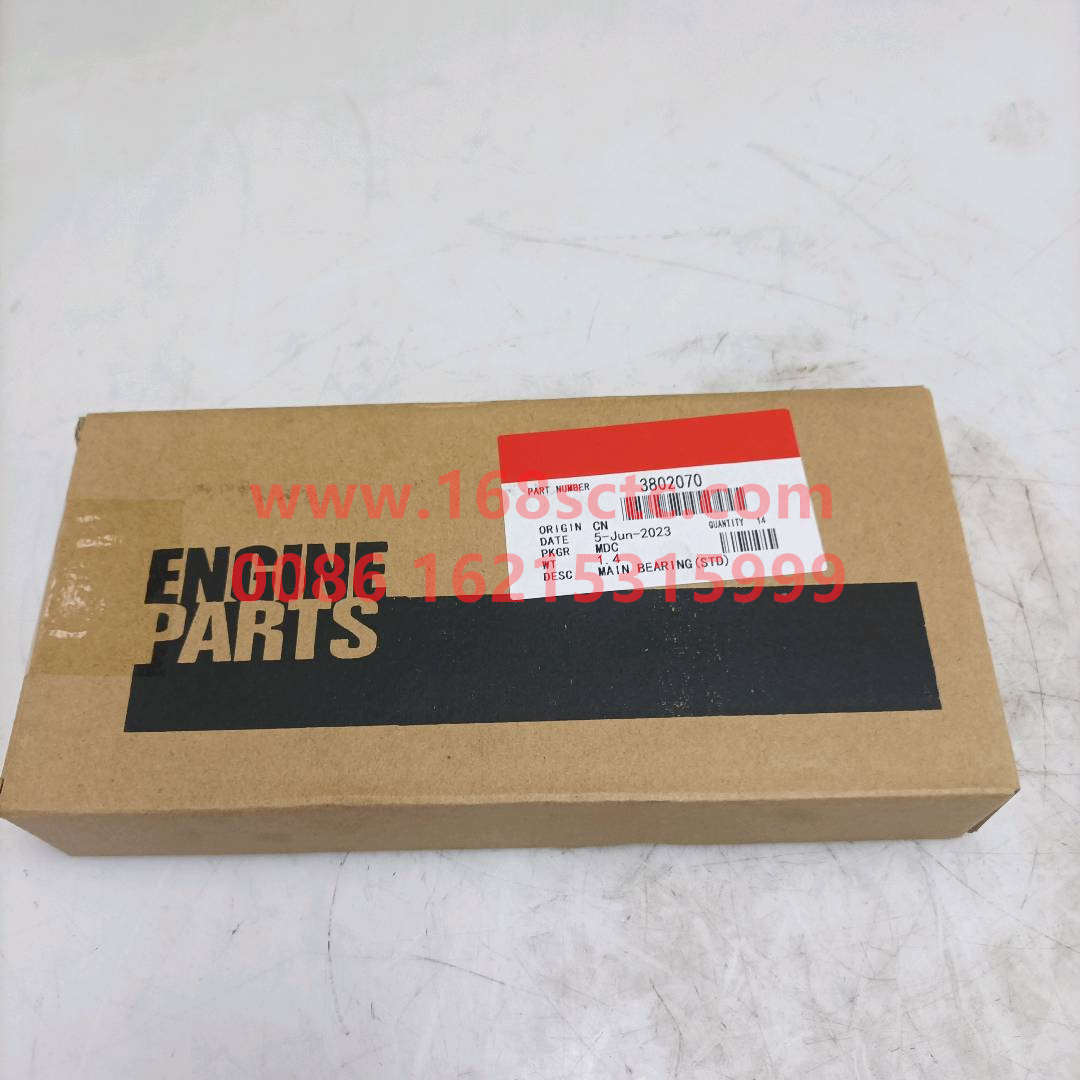 www.168sctc.com
0086 16215315999
PART NUMBER 3802070
ORIGIN CN
DATE 5-Jun-2023 QUANTITY 14
PKGR MDC
WT 1.4
DESC MAIN BEARING(STD)
ENGINE
PARTS